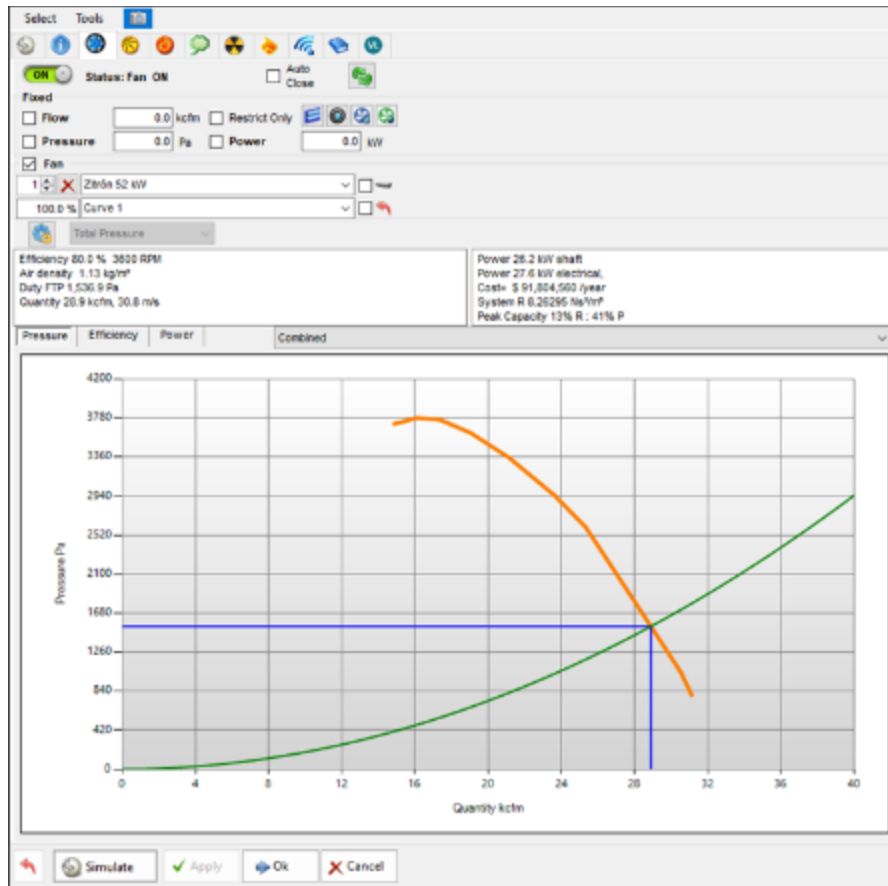 Select Tools
VL
ON Status: Fan ON Auto Close
Fixed
Flow 0.0 kcfm Restrict Only
Pressure 0.0 Pa Power 0.0 kW
Fan
1 Zitrón 52 kW
100.0 % Curve 1
Total Pressure
Efficiency 80.0 % 3600 RPM
Air density 1.13 kg/m³
Duty FTP 1,536.9 Pa
Quantity 28.9 kcfm, 30.8 m/s
Power 26.2 kW shaft
Power 27.6 kW electrical,
Cost= $ 91,804,560 /year
System R 8.26295 Ns²/m⁸
Peak Capacity 13% R : 41% P
Pressure Efficiency Power Combined
4200
3780
3360
2940
2520
2100
1680
1260
840
420
0
Pressure Pa
0 4 8 12 16 20 24 28 32 36 40
Quantity kcfm
Simulate Apply Ok Cancel